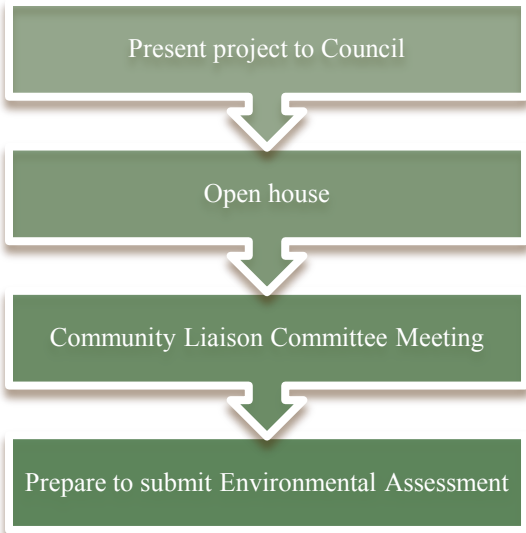 Present project to Council
Open house
Community Liaison Committee Meeting
Prepare to submit Environmental Assessment